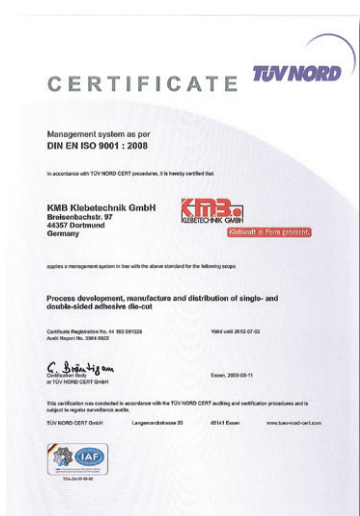 TÜV NORD
CERTIFICATE
Management system as per
DIN EN ISO 9001 : 2008
In accordance with TÜV NORD CERT procedures, it is hereby certified that
KMB Klebetechnik GmbH
Breisenbachstr. 97
44357 Dortmund
Germany
KMB
KLEBETECHNIK GMBH
Klebkraft in Form gebracht.
applies a management system in line with the above standard for the following scope
Process development, manufacture and distribution of single- and
double-sided adhesive die-cut
Certificate Registration No. 44 100 091026
Audit Report No. 3504 0622
Valid until 2012-07-02
Certification Body
at TÜV NORD CERT GmbH
Essen, 2009-08-11
This certification was conducted in accordance with the TÜV NORD CERT auditing and certification procedures and is
subject to regular surveillance audits.
TÜV NORD CERT GmbH Langemarckstrasse 20 45141 Essen www.tuev-nord-cert.com
IAF